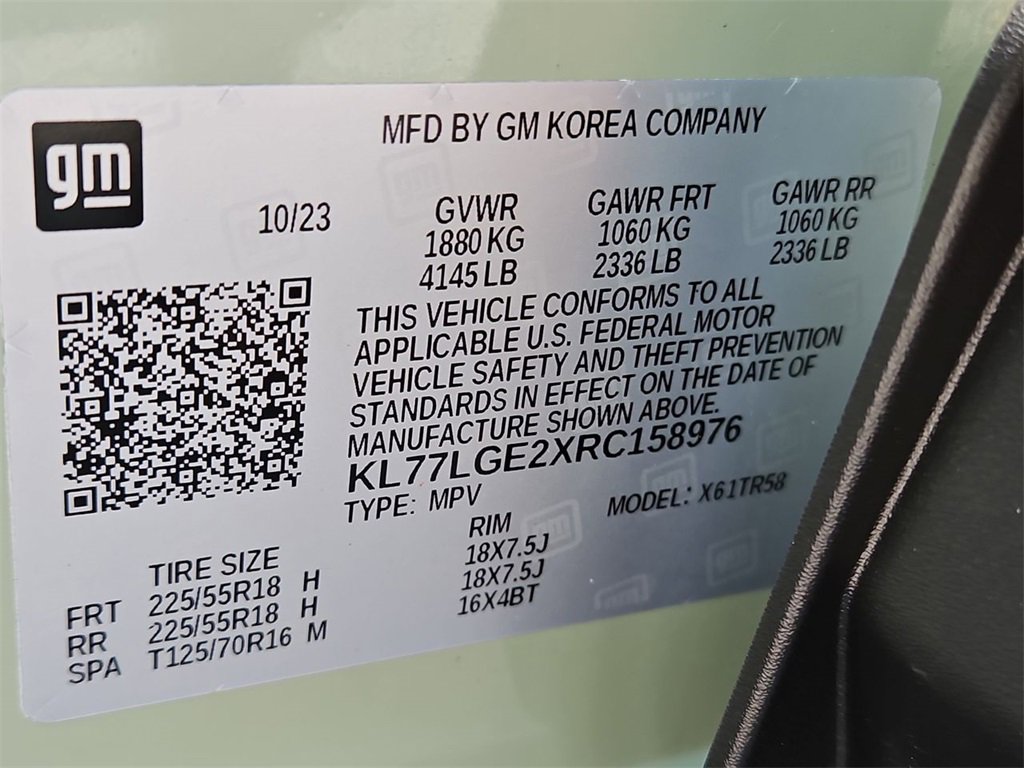 gm
MFD BY GM KOREA COMPANY
10/23
GVWR
1880 KG
4145 LB
GAWR FRT
1060 KG
2336 LB
GAWR RR
1060 KG
2336 LB
THIS VEHICLE CONFORMS TO ALL
APPLICABLE U.S. FEDERAL MOTOR
VEHICLE SAFETY AND THEFT PREVENTION
STANDARDS IN EFFECT ON THE DATE OF
MANUFACTURE SHOWN ABOVE.
KL77LGE2XRC158976
TYPE: MPV
MODEL: X61TR58
TIRE SIZE
RIM
FRT 225/55R18 H 18X7.5J
RR 225/55R18 H 18X7.5J
SPA T125/70R16 M 16X4BT